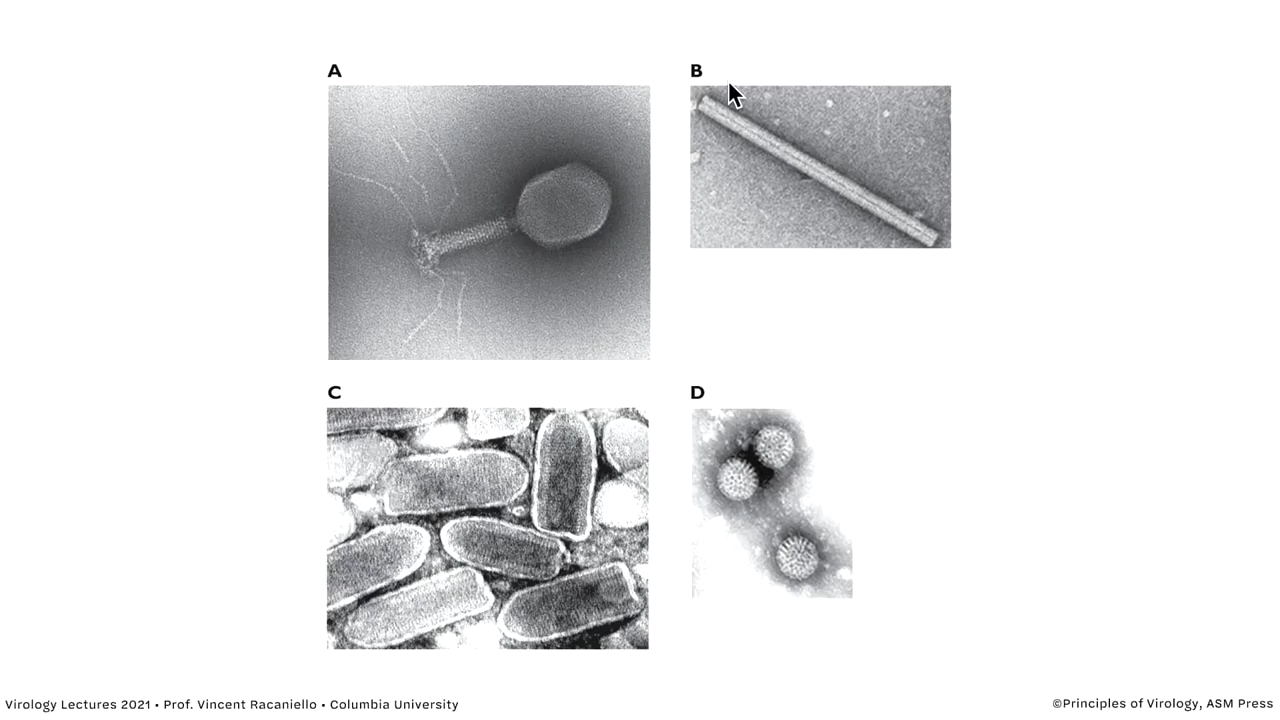 A
B
C
D
Virology Lectures 2021 • Prof. Vincent Racaniello • Columbia University
©Principles of Virology, ASM Press